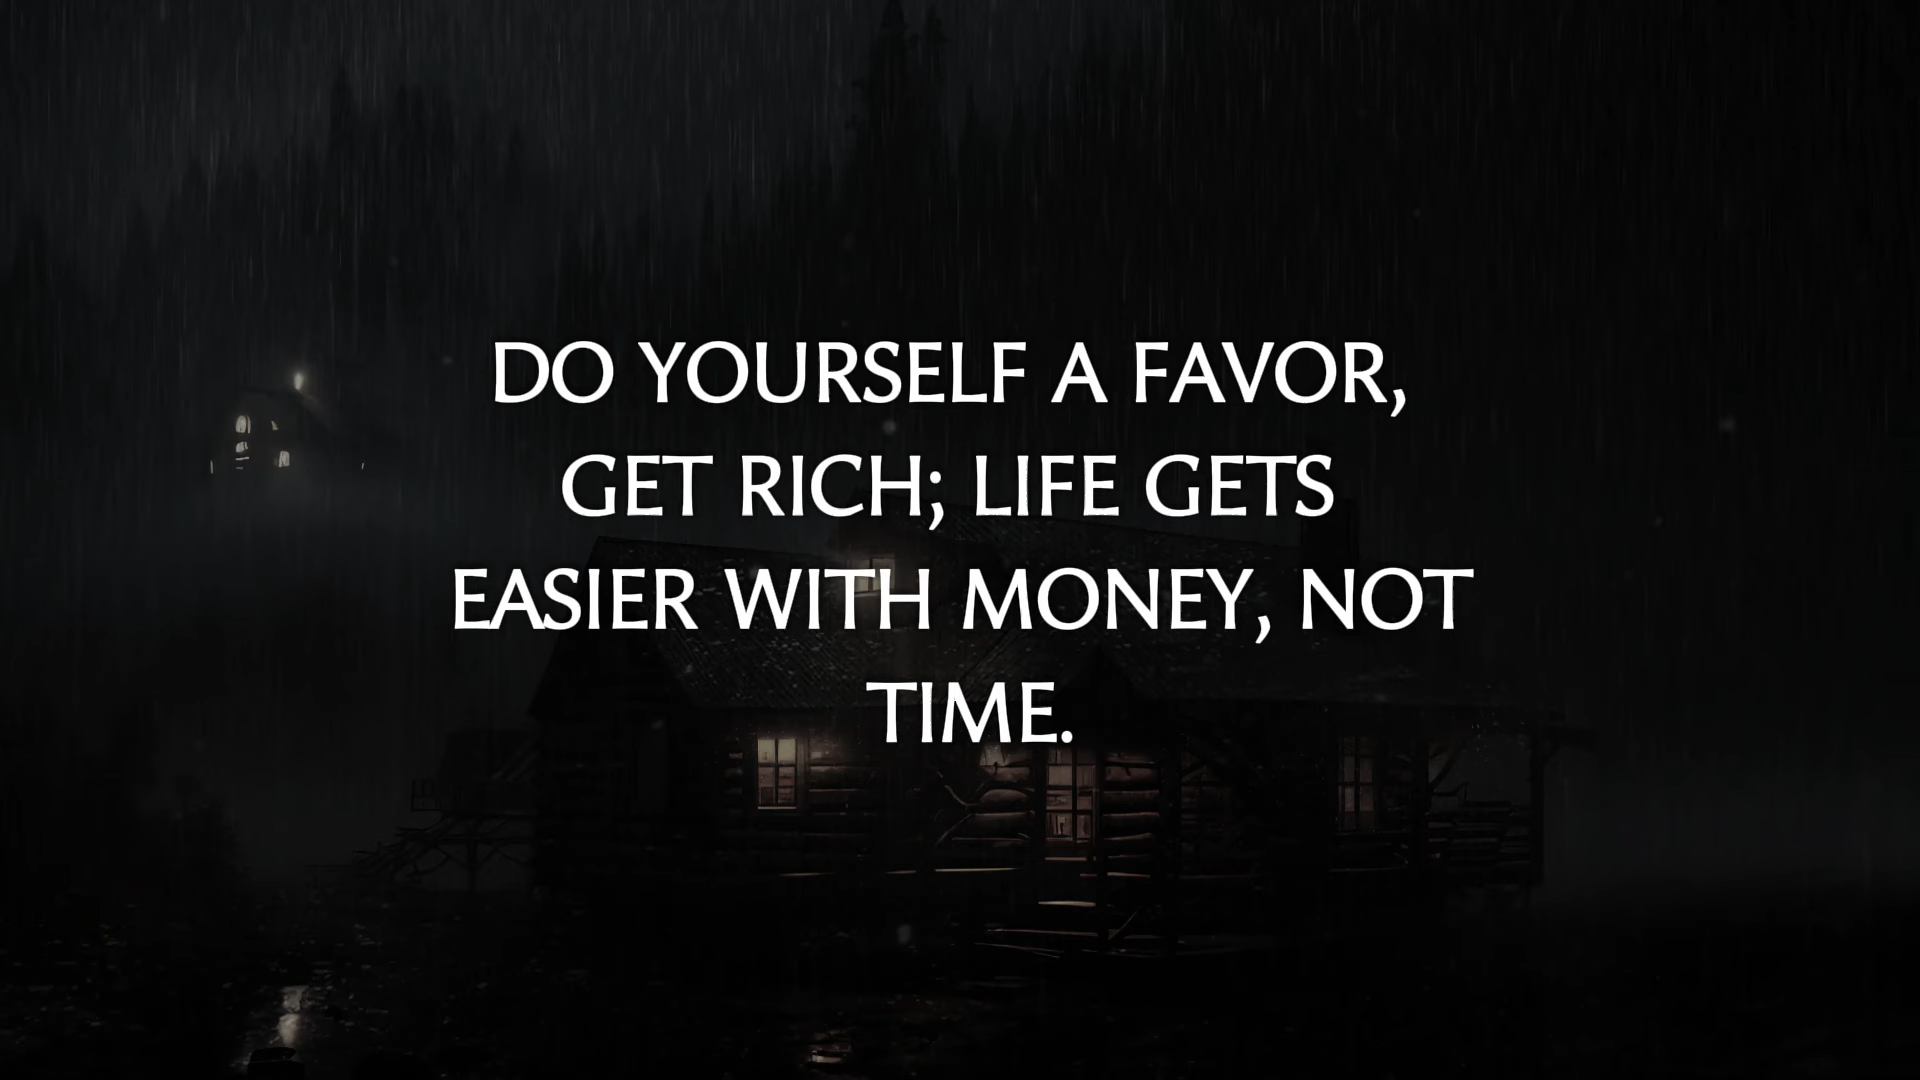 DO YOURSELF A FAVOR,
GET RICH; LIFE GETS
EASIER WITH MONEY, NOT
TIME.